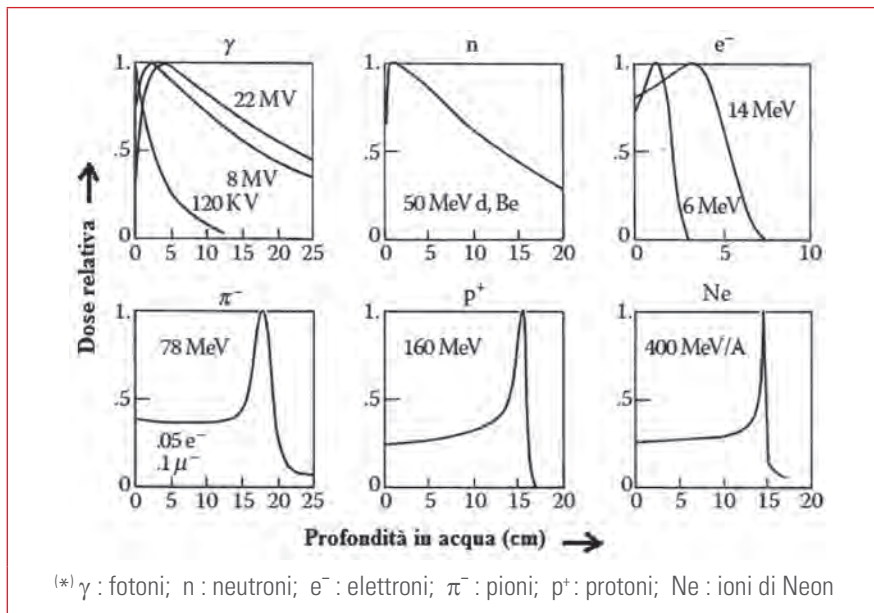 γ n e⁻
1. 1. 1.
22 MV
14 MeV
.5 .5 .5
8 MV
120 KV 50 MeV d, Be 6 MeV
0 0 0
0 5 10 15 20 25 0 5 10 15 20 0 5 10
Dose relativa
π⁻ p⁺ Ne
1. 1. 1.
78 MeV 160 MeV 400 MeV/A
.5 .5 .5
.05 e⁻
.1 μ⁻
0 0 0
0 5 10 15 20 25 0 5 10 15 20 0 5 10 15 20
Profondità in acqua (cm)
(*) γ : fotoni; n : neutroni; e⁻ : elettroni; π⁻ : pioni; p⁺ : protoni; Ne : ioni di Neon